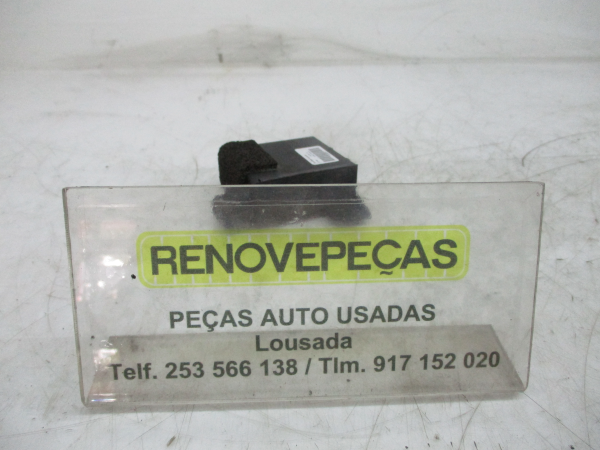 RENOVEPEÇAS
PEÇAS AUTO USADAS
Lousada
Telf. 253 566 138 / Tlm. 917 152 020